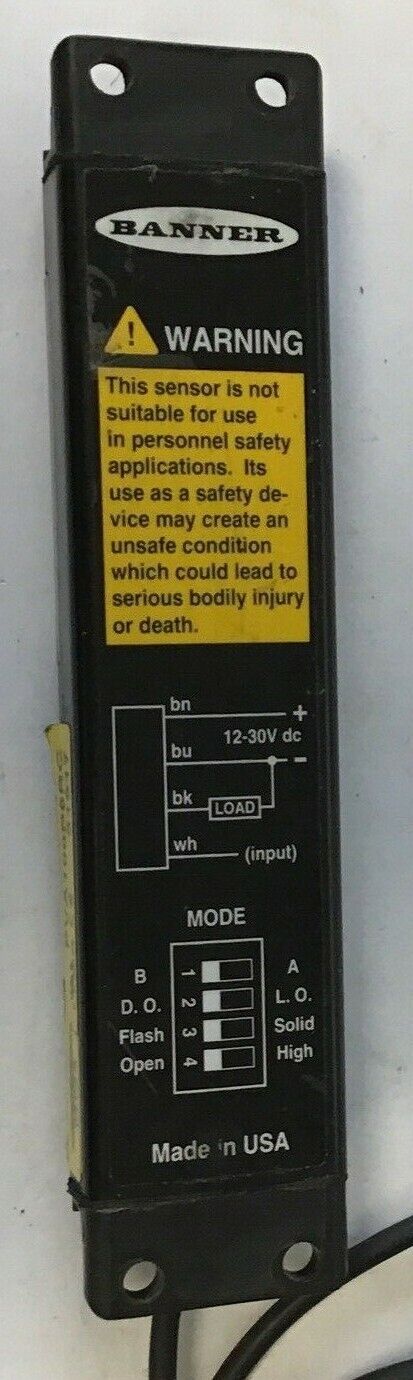 BANNER
! WARNING
This sensor is not
suitable for use
in personnel safety
applications. Its
use as a safety de-
vice may create an
unsafe condition
which could lead to
serious bodily injury
or death.
bn +
12-30V dc
bu -
bk LOAD
wh (input)
MODE
B 1 A
D. O. 2 L. O.
Flash 3 Solid
Open 4 High
Made in USA